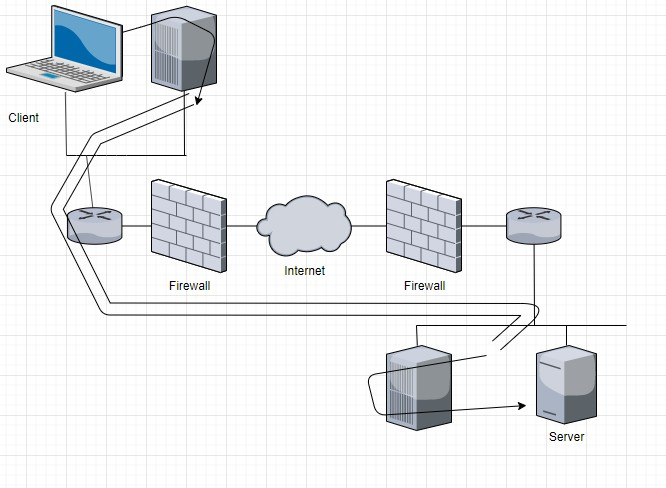 Client
Firewall
Internet
Firewall
Server